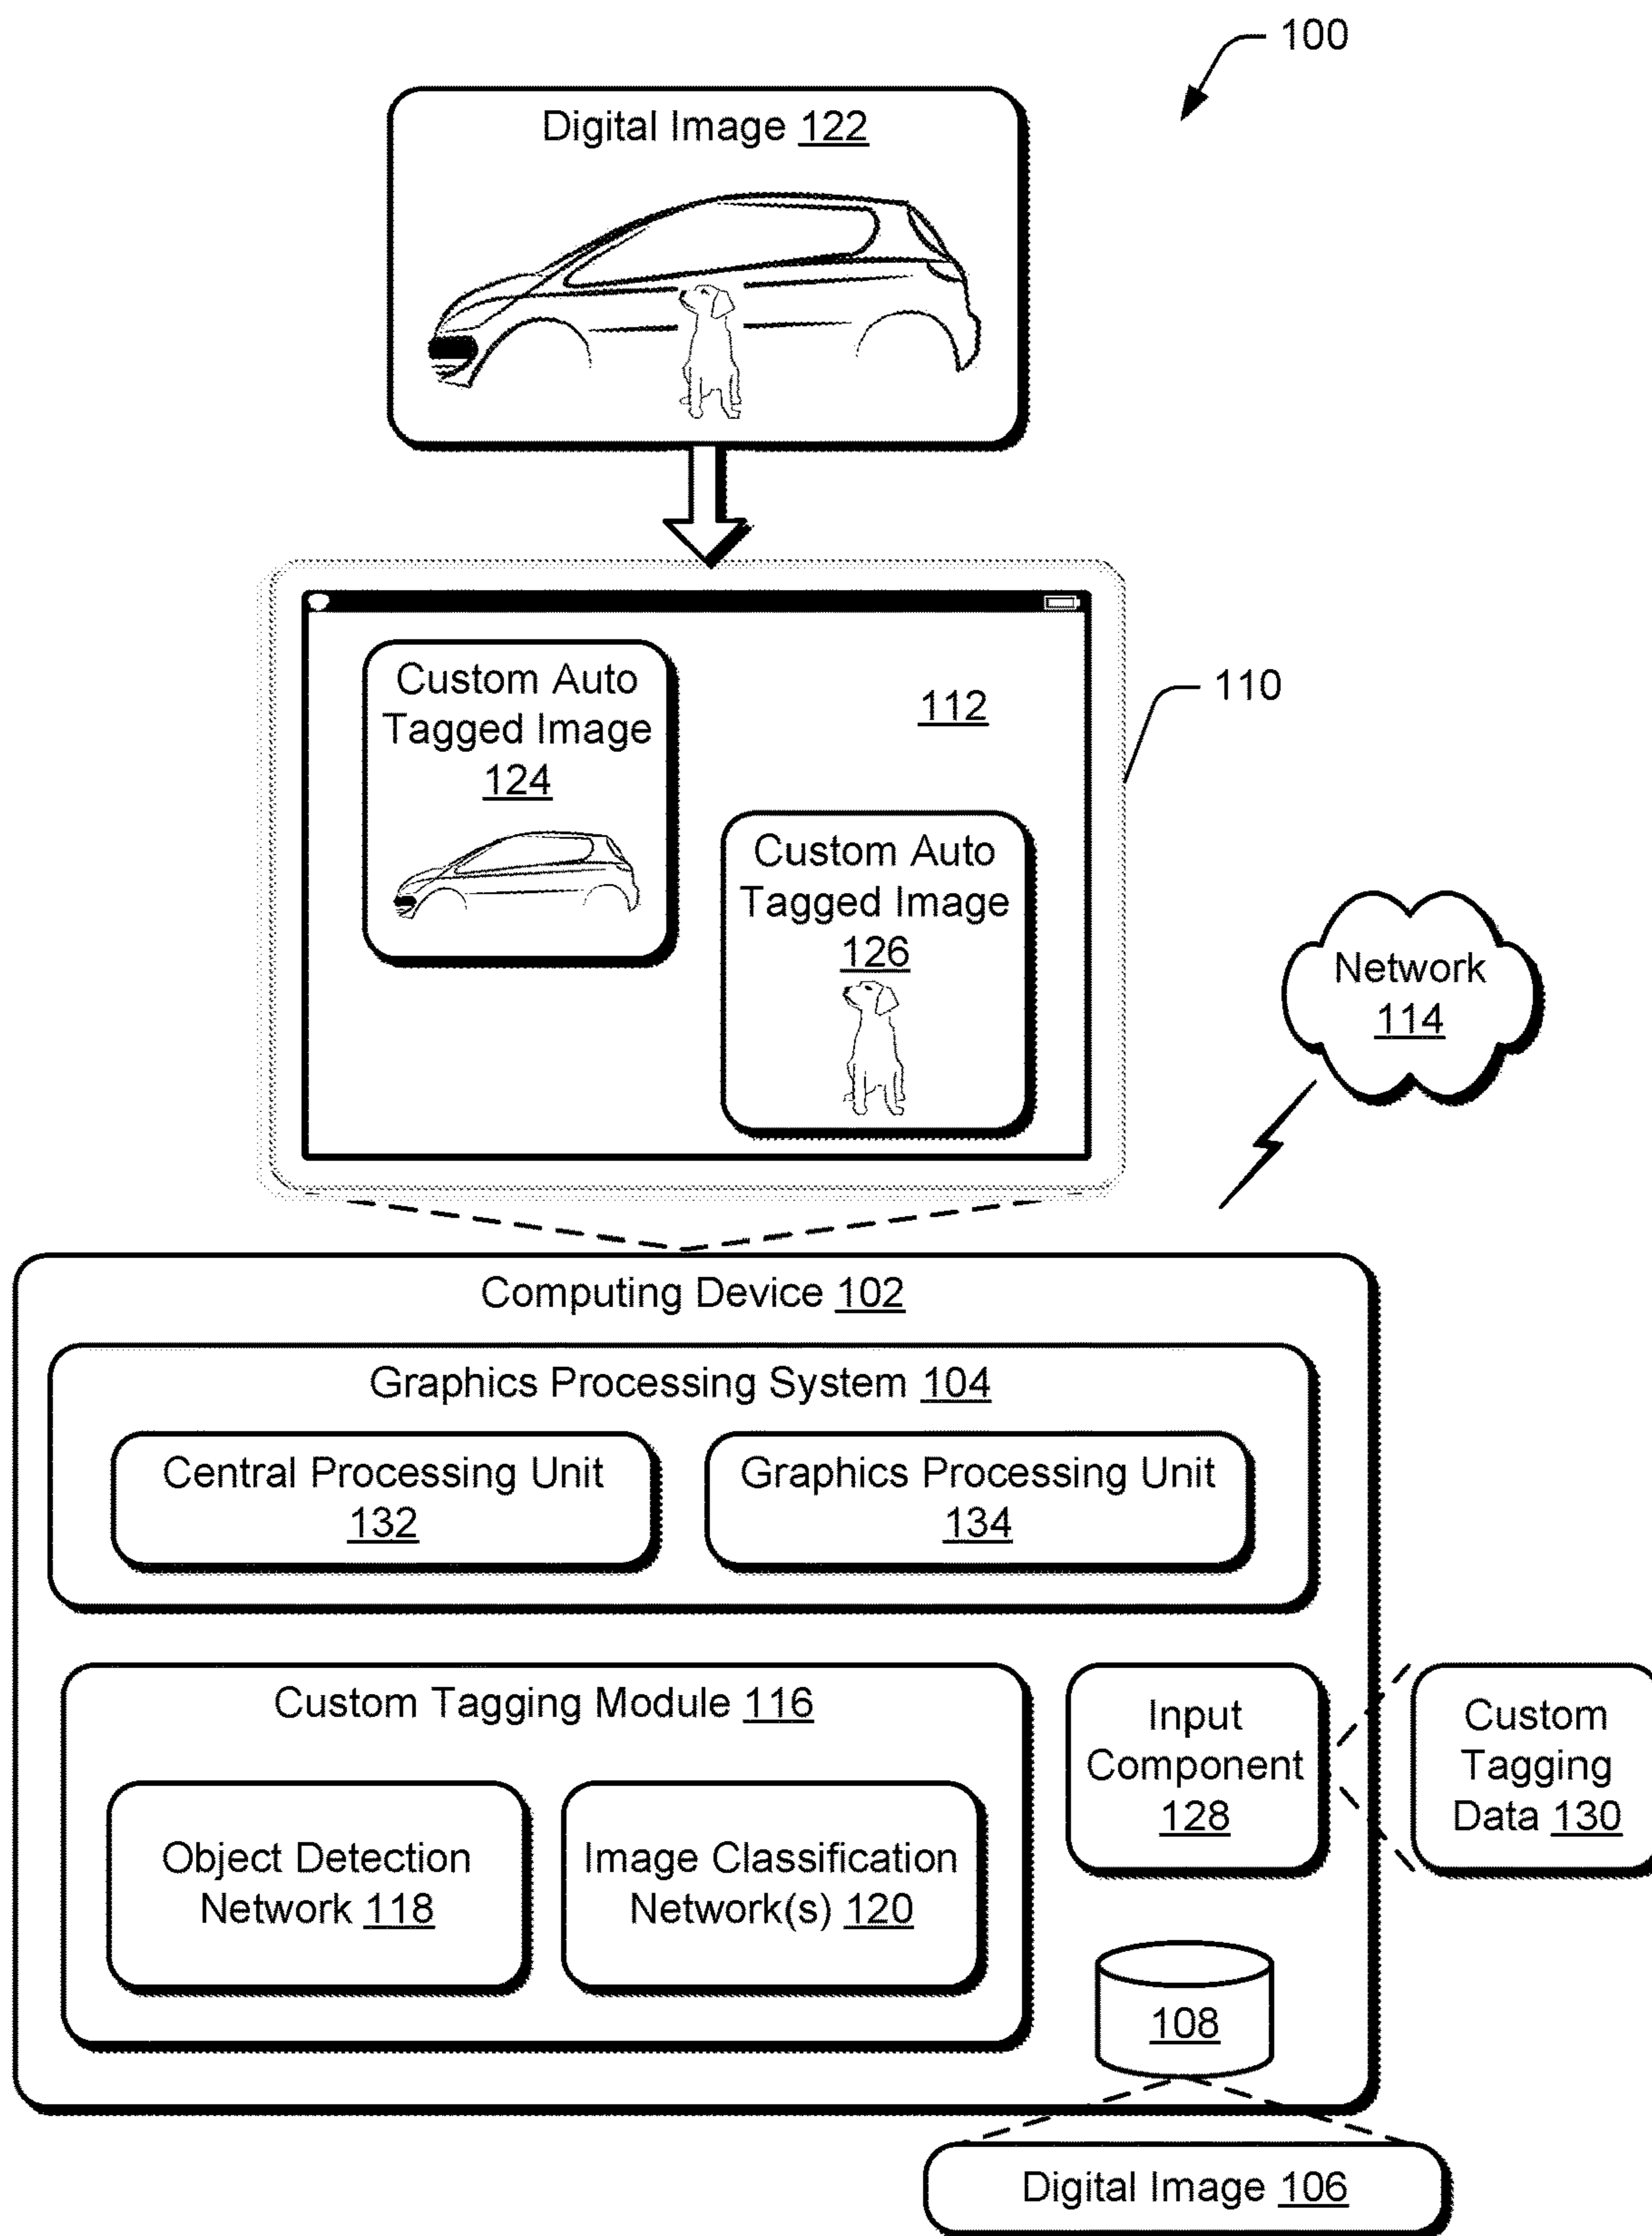 100
Digital Image 122
Custom Auto
Tagged Image
124
112
110
Custom Auto
Tagged Image
126
Network
114
Computing Device 102
Graphics Processing System 104
Central Processing Unit
132
Graphics Processing Unit
134
Custom Tagging Module 116
Object Detection
Network 118
Image Classification
Network(s) 120
Input
Component
128
Custom
Tagging
Data 130
108
Digital Image 106